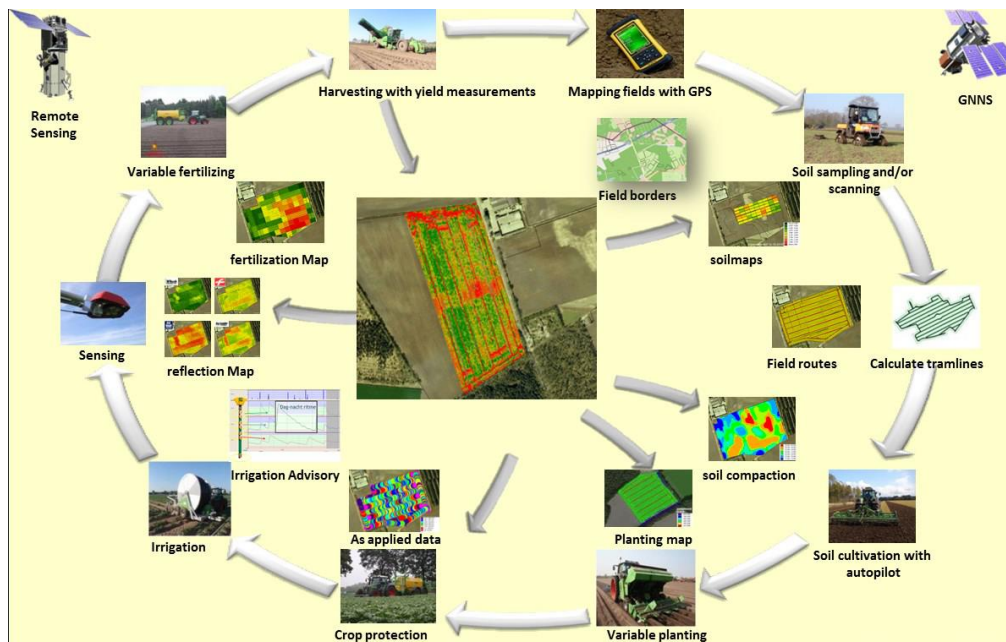 Remote
Sensing
Harvesting with yield measurements
Mapping fields with GPS
GNNS
Variable fertilizing
Field borders
Soil sampling and/or
scanning
fertilization Map
soilmaps
Sensing
reflection Map
Field routes
Calculate tramlines
Dag-nacht ritme
Irrigation Advisory
soil compaction
Irrigation
As applied data
Planting map
Soil cultivation with
autopilot
Crop protection
Variable planting